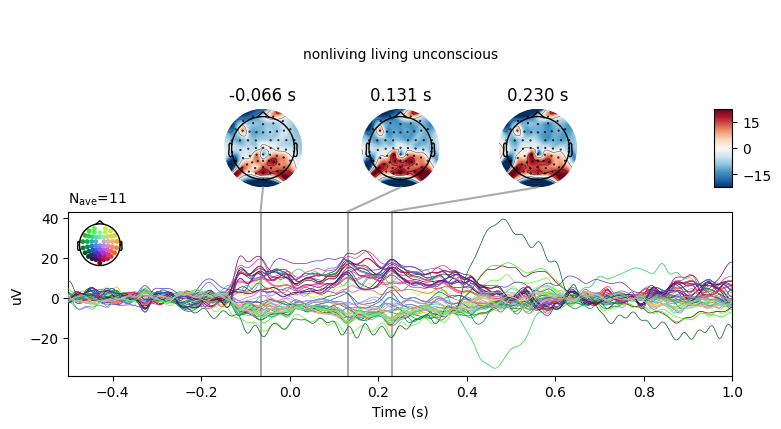 nonliving living unconscious
-0.066 s 0.131 s 0.230 s
15
0
−15
Nave=11
40
20
0
−20
uV
−0.4 −0.2 0.0 0.2 0.4 0.6 0.8 1.0
Time (s)